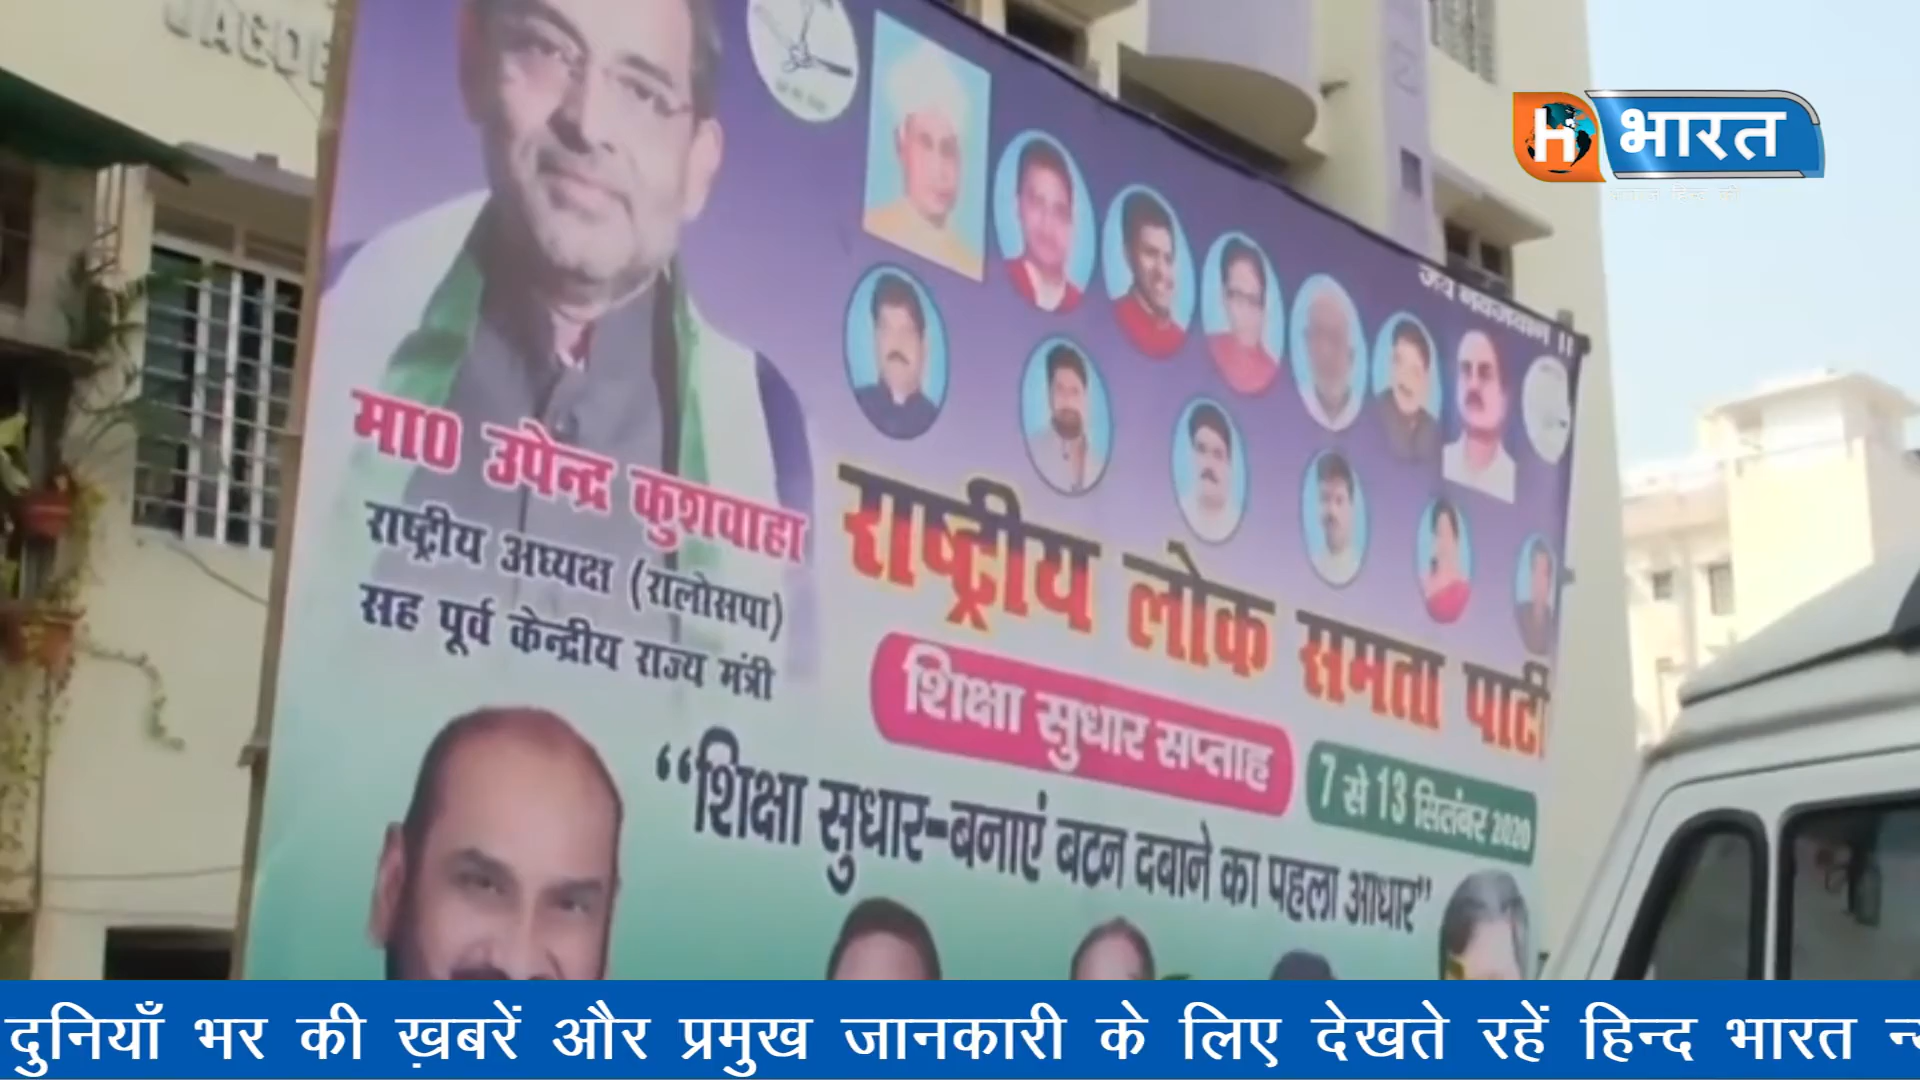 H भारत
मा० उपेन्द्र कुशवाहा
राष्ट्रीय अध्यक्ष (रालोसपा)
सह पूर्व केन्द्रीय राज्य मंत्री
राष्ट्रीय लोक समता पार्टी
शिक्षा सुधार सप्ताह
7 से 13 सितंबर 2020
“शिक्षा सुधार-बनाएं बटन दबाने का पहला आधार”
दुनियाँ भर की ख़बरें और प्रमुख जानकारी के लिए देखते रहें हिन्द भारत